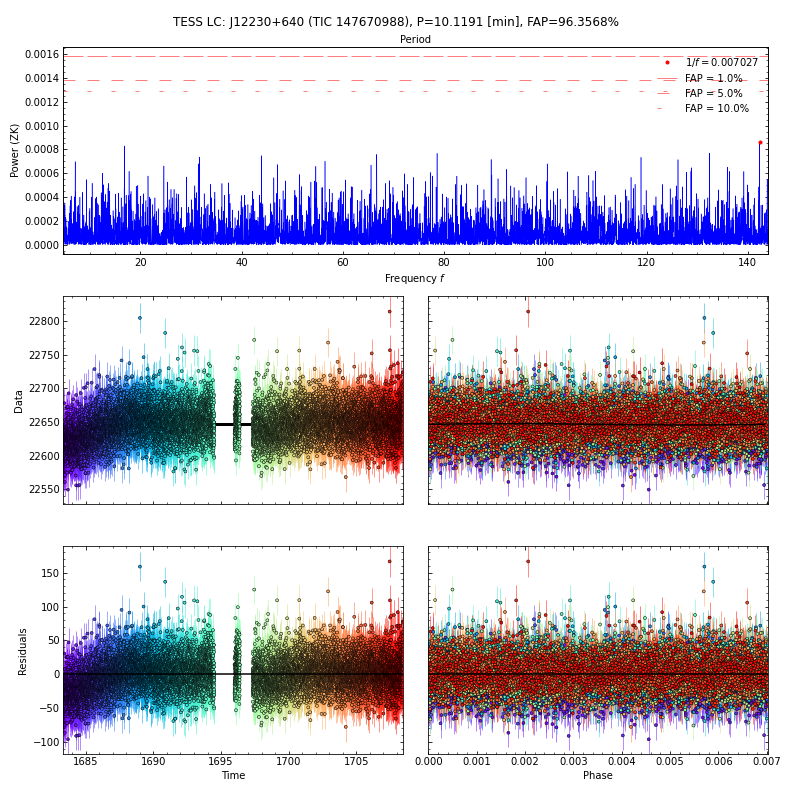 TESS LC: J12230+640 (TIC 147670988), P=10.1191 [min], FAP=96.3568%
Period
Power (ZK)
0.0016
0.0014
0.0012
0.0010
0.0008
0.0006
0.0004
0.0002
0.0000
1/f = 0.007027
FAP = 1.0%
FAP = 5.0%
FAP = 10.0%
20 40 60 80 100 120 140
Frequency f
Data
22800
22750
22700
22650
22600
22550
Residuals
150
100
50
0
−50
−100
1685 1690 1695 1700 1705
Time
0.000 0.001 0.002 0.003 0.004 0.005 0.006 0.007
Phase